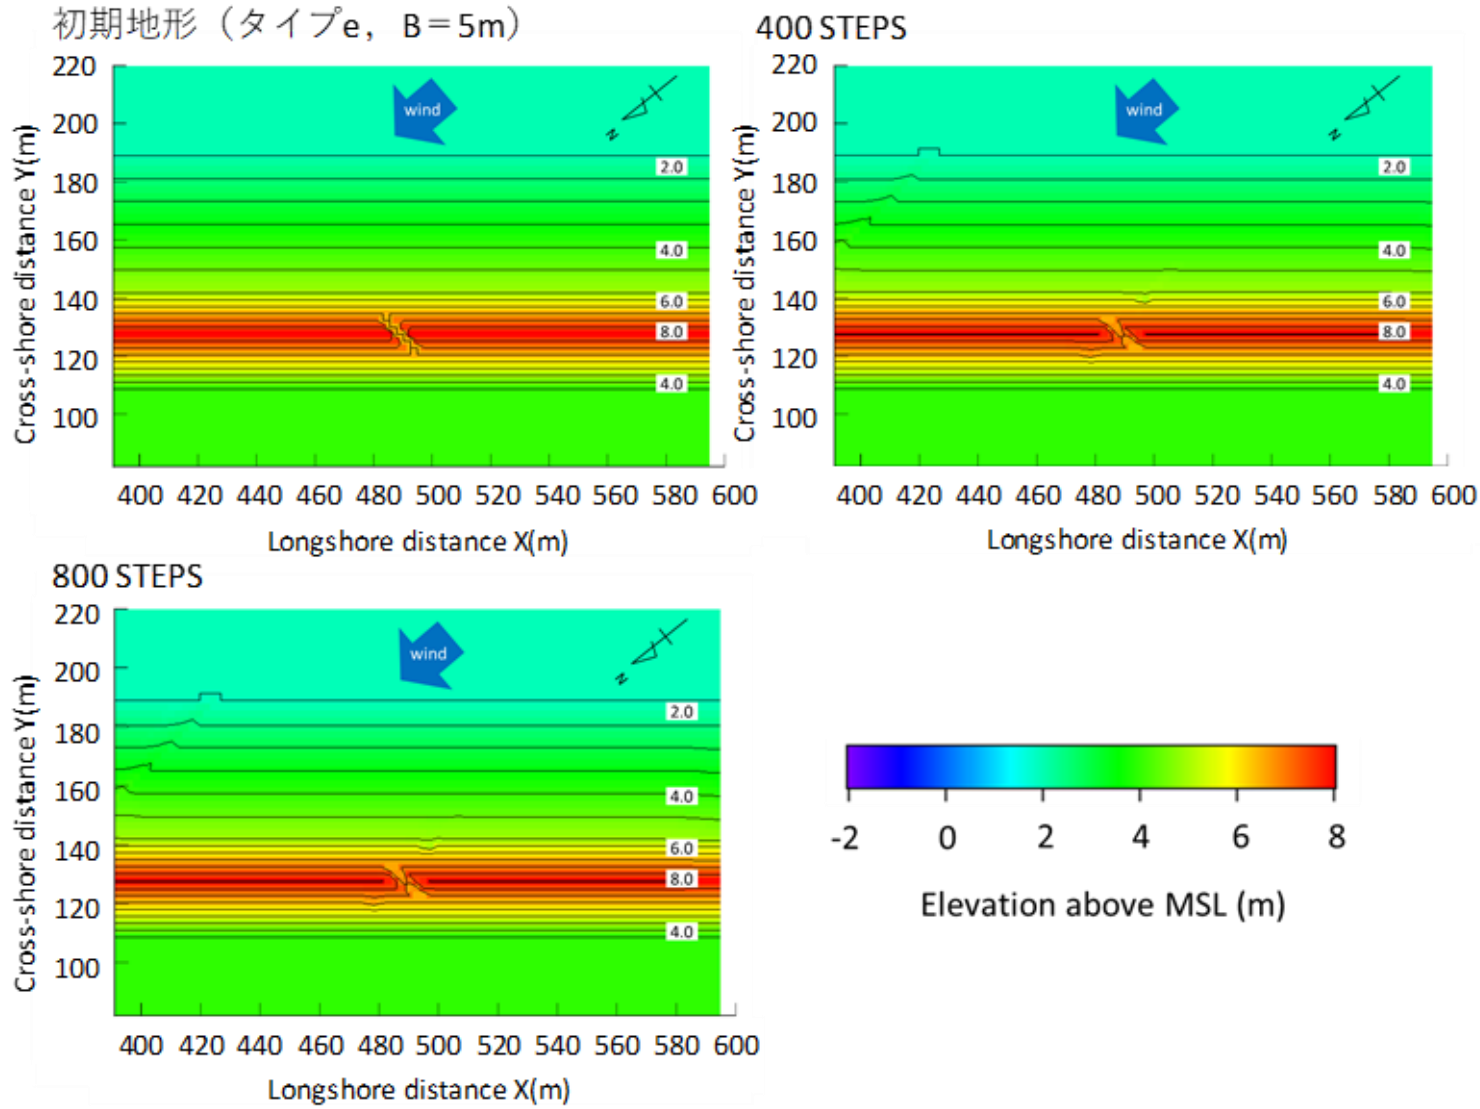 初期地形（タイプe， B＝5m）
220
200
180
160
140
120
100
Cross-shore distance Y(m)
wind
N
2.0
4.0
6.0
8.0
4.0
400 420 440 460 480 500 520 540 560 580 600
Longshore distance X(m)
400 STEPS
220
200
180
160
140
120
100
Cross-shore distance Y(m)
wind
N
2.0
4.0
6.0
8.0
4.0
400 420 440 460 480 500 520 540 560 580 600
Longshore distance X(m)
800 STEPS
220
200
180
160
140
120
100
Cross-shore distance Y(m)
wind
N
2.0
4.0
6.0
8.0
4.0
400 420 440 460 480 500 520 540 560 580 600
Longshore distance X(m)
-2 0 2 4 6 8
Elevation above MSL (m)